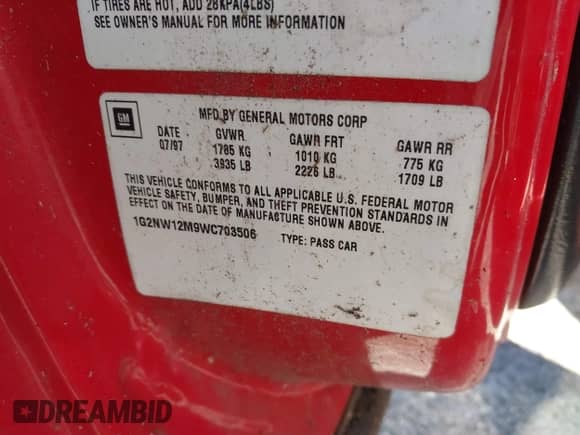 IF TIRES ARE HOT, ADD 28KPA(4LBS)
SEE OWNER'S MANUAL FOR MORE INFORMATION
GM
MFD BY GENERAL MOTORS CORP
DATE GVWR GAWR FRT GAWR RR
07/97 1785 KG 1010 KG 775 KG
3935 LB 2226 LB 1709 LB
THIS VEHICLE CONFORMS TO ALL APPLICABLE U.S. FEDERAL MOTOR
VEHICLE SAFETY, BUMPER, AND THEFT PREVENTION STANDARDS IN
EFFECT ON THE DATE OF MANUFACTURE SHOWN ABOVE.
1G2NW12M9WC703506 TYPE: PASS CAR
DREAMBID